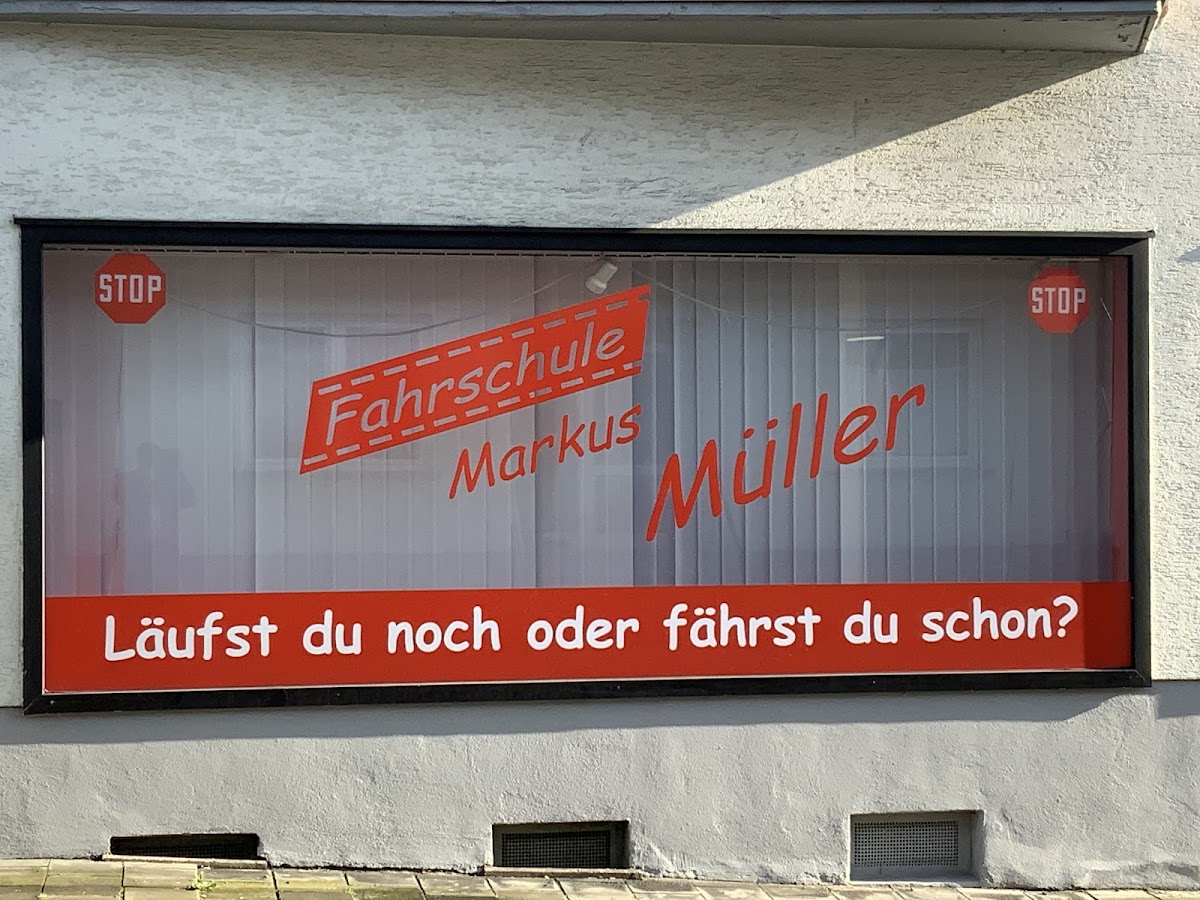 STOP
STOP
Fahrschule
Markus
Müller
Läufst du noch oder fährst du schon?